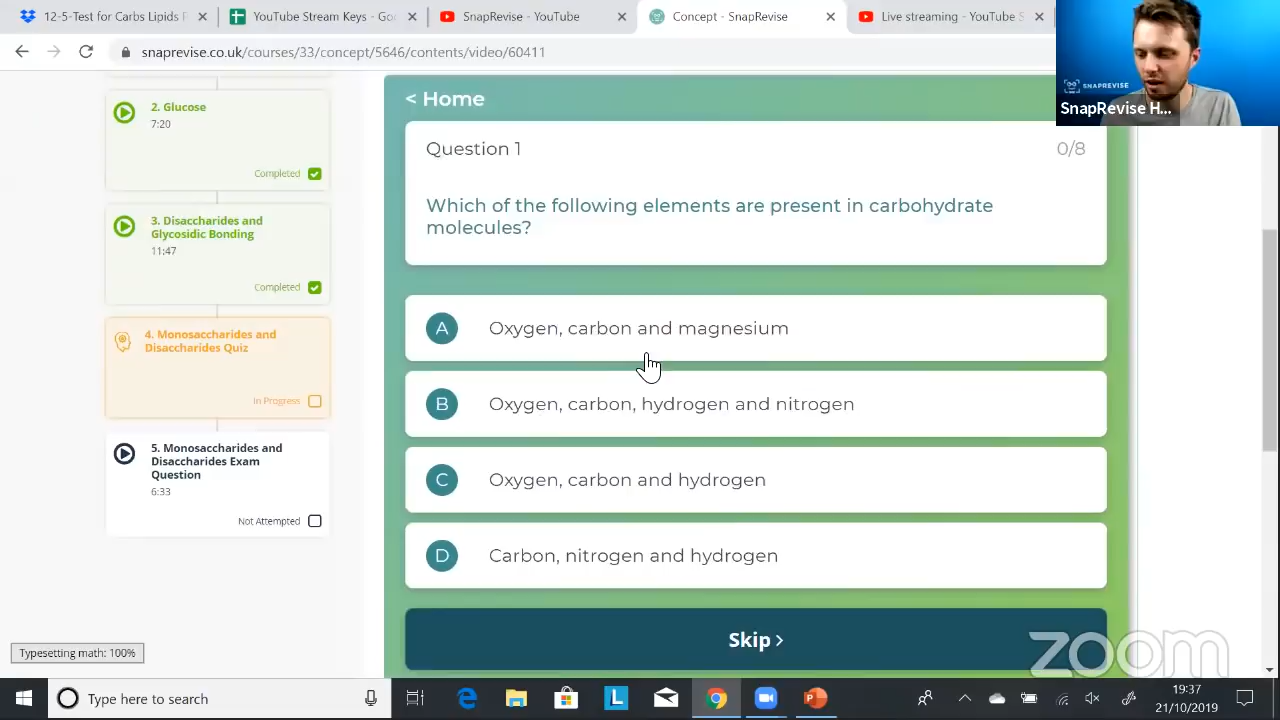 12-5-Test for Carbs Lipids P
YouTube Stream Keys - Goo
SnapRevise - YouTube
Concept - SnapRevise
Live streaming - YouTube S
snaprevise.co.uk/courses/33/concept/5646/contents/video/60411
SNAPREVISE
SnapRevise H...
2. Glucose
7:20
Completed
3. Disaccharides and
Glycosidic Bonding
11:47
Completed
4. Monosaccharides and
Disaccharides Quiz
In Progress
5. Monosaccharides and
Disaccharides Exam
Question
6:33
Not Attempted
< Home
Question 1
0/8
Which of the following elements are present in carbohydrate
molecules?
A Oxygen, carbon and magnesium
B Oxygen, carbon, hydrogen and nitrogen
C Oxygen, carbon and hydrogen
D Carbon, nitrogen and hydrogen
Skip >
zoom
Typesetting math: 100%
Type here to search
19:37
21/10/2019